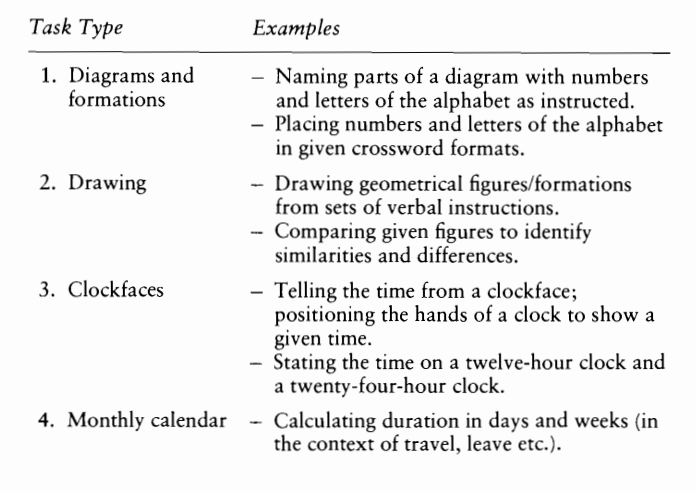 Task Type Examples
1. Diagrams and – Naming parts of a diagram with numbers
formations and letters of the alphabet as instructed.
– Placing numbers and letters of the alphabet
in given crossword formats.
2. Drawing – Drawing geometrical figures/formations
from sets of verbal instructions.
– Comparing given figures to identify
similarities and differences.
3. Clockfaces – Telling the time from a clockface;
positioning the hands of a clock to show a
given time.
– Stating the time on a twelve-hour clock and
a twenty-four-hour clock.
4. Monthly calendar – Calculating duration in days and weeks (in
the context of travel, leave etc.).